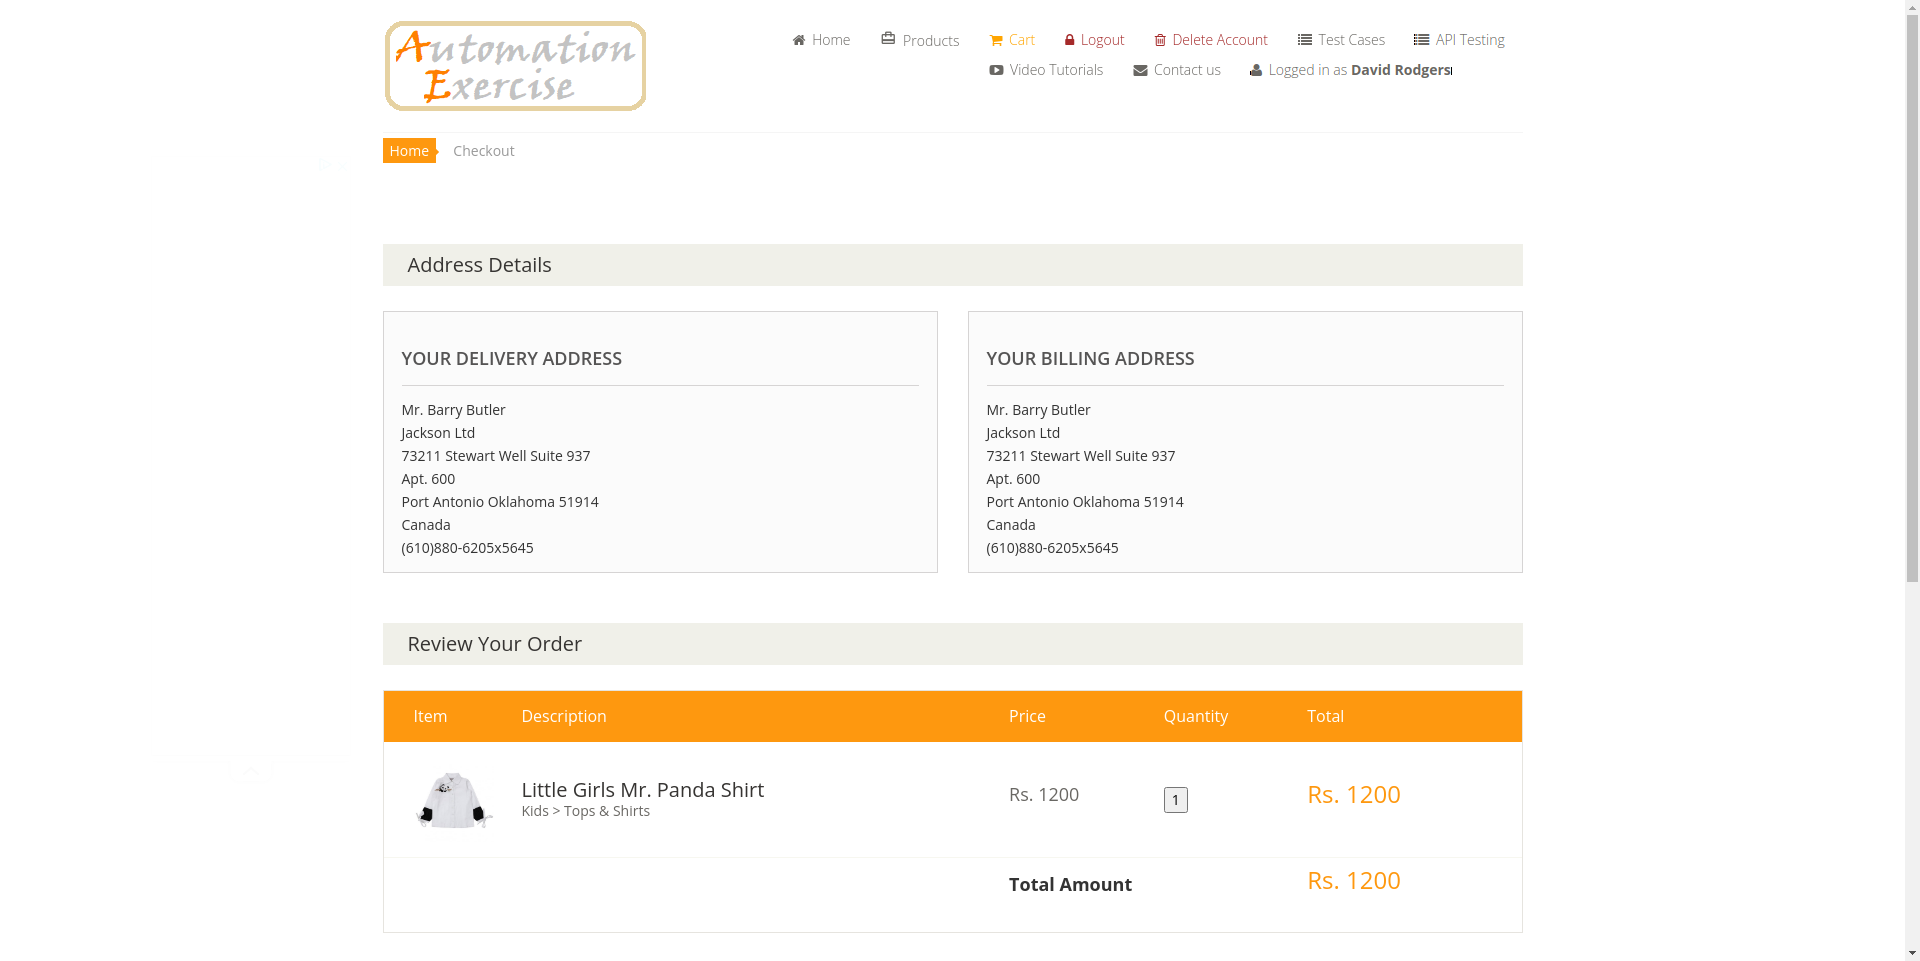 Automation
Exercise
Home
Products
Cart
Logout
Delete Account
Test Cases
API Testing
Video Tutorials
Contact us
Logged in as David Rodgers
Home
Checkout
Address Details
YOUR DELIVERY ADDRESS
Mr. Barry Butler
Jackson Ltd
73211 Stewart Well Suite 937
Apt. 600
Port Antonio Oklahoma 51914
Canada
(610)880-6205x5645
YOUR BILLING ADDRESS
Mr. Barry Butler
Jackson Ltd
73211 Stewart Well Suite 937
Apt. 600
Port Antonio Oklahoma 51914
Canada
(610)880-6205x5645
Review Your Order
Item Description Price Quantity Total
Little Girls Mr. Panda Shirt
Kids > Tops & Shirts
Rs. 1200
1
Rs. 1200
Total Amount
Rs. 1200